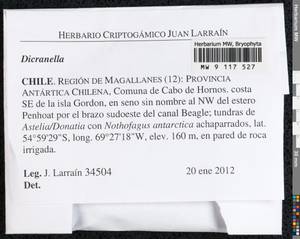 HERBARIO CRIPTOGÁMICO JUAN LARRAÍN
Herbarium MW, Bryophyta
MW 9 117 527
Dicranella
CHILE. REGIÓN DE MAGALLANES (12): PROVINCIA
ANTÁRTICA CHILENA, Comuna de Cabo de Hornos. costa
SE de la isla Gordon, en seno sin nombre al NW del estero
Penhoat por el brazo sudoeste del canal Beagle; tundras de
Astelia/Donatia con Nothofagus antarctica achaparrados, lat.
54°59'29"S, long. 69°27'18"W, elev. 160 m, en pared de roca
irrigada.
Leg. J. Larraín 34504 20 ene 2012
Det.